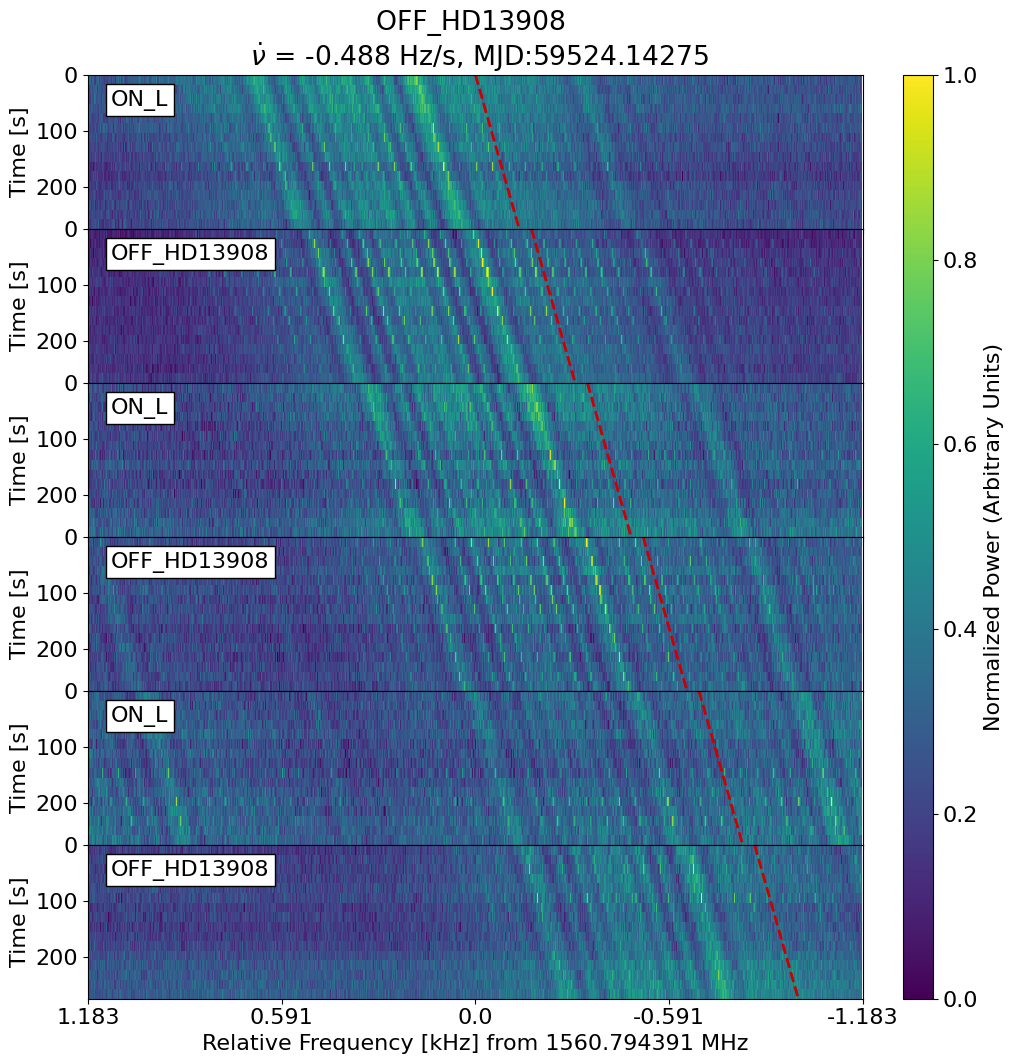 OFF_HD13908
ν̇ = -0.488 Hz/s, MJD:59524.14275
ON_L
OFF_HD13908
ON_L
OFF_HD13908
ON_L
OFF_HD13908
Time [s]
0
100
200
Time [s]
0
100
200
Time [s]
0
100
200
Time [s]
0
100
200
Time [s]
0
100
200
Time [s]
0
100
200
1.183
0.591
0.0
-0.591
-1.183
Relative Frequency [kHz] from 1560.794391 MHz
1.0
0.8
0.6
0.4
0.2
0.0
Normalized Power (Arbitrary Units)